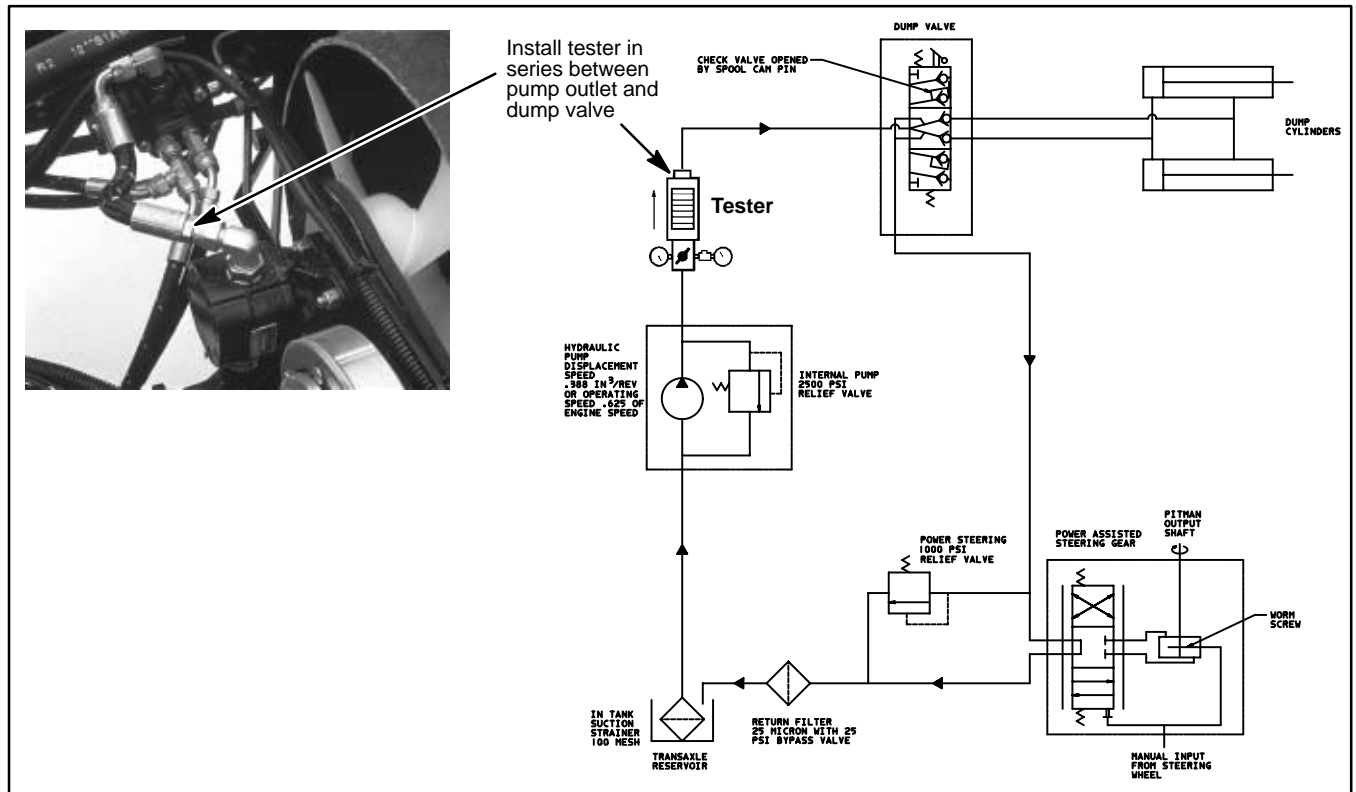 R2 12
Install tester in
series between
pump outlet and
dump valve
DUMP VALVE
CHECK VALVE OPENED
BY SPOOL CAM PIN
DUMP
CYLINDERS
Tester
HYDRAULIC
PUMP
DISPLACEMENT
SPEED
.388 IN³/REV
OR OPERATING
SPEED .625 OF
ENGINE SPEED
INTERNAL PUMP
2500 PSI
RELIEF VALVE
PITMAN
OUTPUT
SHAFT
POWER ASSISTED
STEERING GEAR
POWER STEERING
1000 PSI
RELIEF VALVE
WORM
SCREW
IN TANK
SUCTION
STRAINER
100 MESH
TRANSAXLE
RESERVOIR
RETURN FILTER
25 MICRON WITH 25
PSI BYPASS VALVE
MANUAL INPUT
FROM STEERING
WHEEL